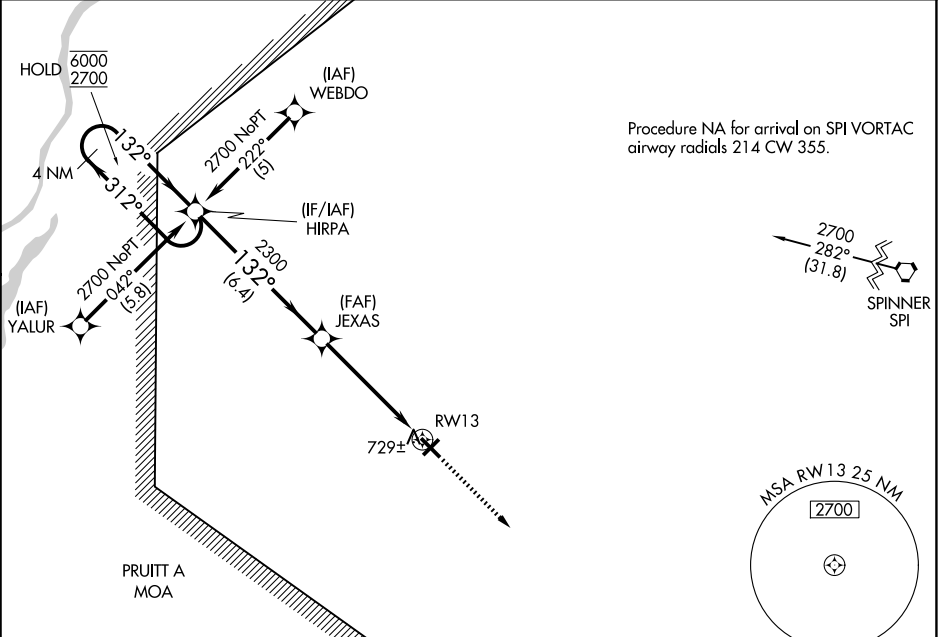 HOLD 6000
2700
(IAF)
WEBDO
Procedure NA for arrival on SPI VORTAC
airway radials 214 CW 355.
132°
2700 NoPT
222°
(5)
4 NM
312°
(IF/IAF)
HIRPA
2700
282°
(31.8)
SPINNER
SPI
2700 NoPT
042°
(5.8)
2300
132°
(6.4)
(IAF)
YALUR
(FAF)
JEXAS
RW13
729±
MSA RW13 25 NM
2700
PRUITT A
MOA